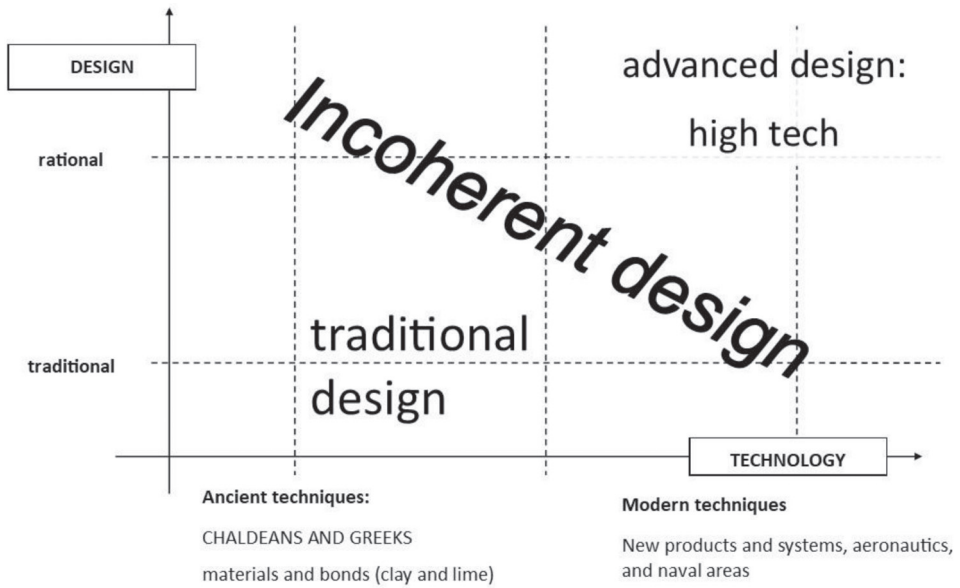 DESIGN
advanced design:
high tech
Incoherent design
rational
traditional
design
traditional
TECHNOLOGY
Ancient techniques:
CHALDEANS AND GREEKS
materials and bonds (clay and lime)
Modern techniques
New products and systems, aeronautics,
and naval areas